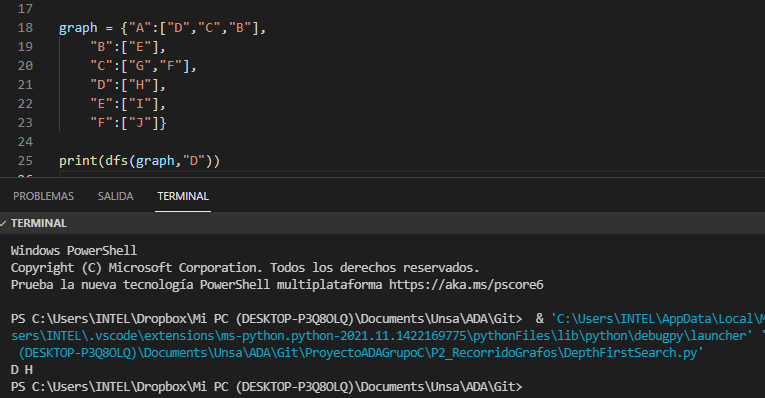 17
18 graph = {"A":["D","C","B"],
19 "B":["E"],
20 "C":["G","F"],
21 "D":["H"],
22 "E":["I"],
23 "F":["J"]}
24
25 print(dfs(graph,"D"))
26
PROBLEMAS SALIDA TERMINAL
TERMINAL
Windows PowerShell
Copyright (C) Microsoft Corporation. Todos los derechos reservados.
Prueba la nueva tecnología PowerShell multiplataforma https://aka.ms/pscore6
PS C:\Users\INTEL\Dropbox\Mi PC (DESKTOP-P3Q8OLQ)\Documents\Unsa\ADA\Git> & 'C:\Users\INTEL\AppData\Local\M
sers\INTEL\.vscode\extensions\ms-python.python-2021.11.1422169775\pythonFiles\lib\python\debugpy\launcher' '
(DESKTOP-P3Q8OLQ)\Documents\Unsa\ADA\Git\ProyectoADAGrupoC\P2_RecorridoGrafos\DepthFirstSearch.py'
D H
PS C:\Users\INTEL\Dropbox\Mi PC (DESKTOP-P3Q8OLQ)\Documents\Unsa\ADA\Git>